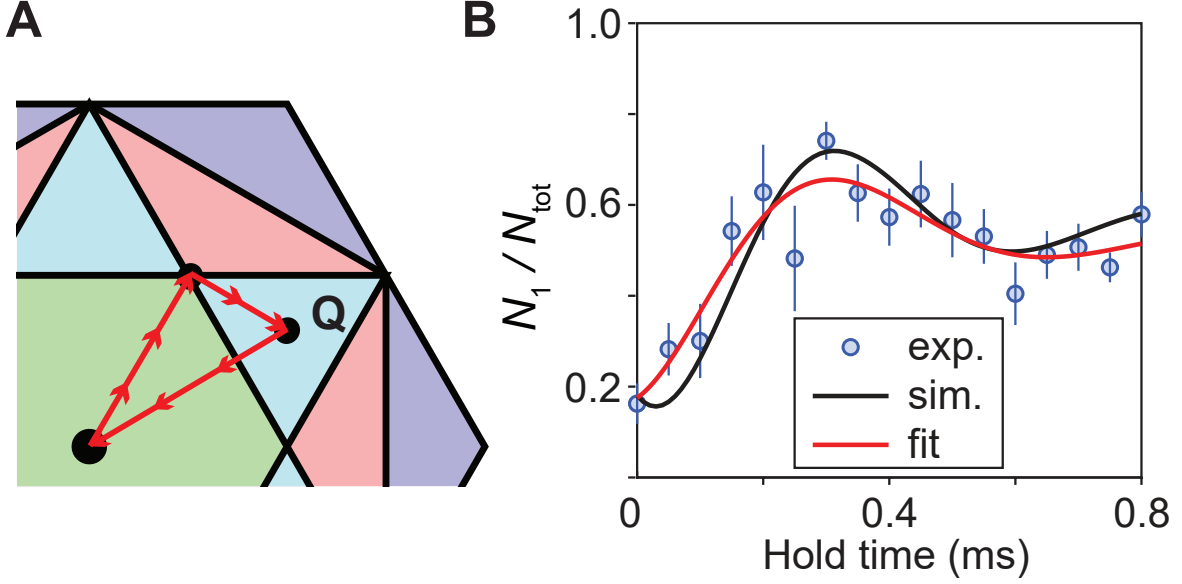 A
B
Q
1.0
0.6
0.2
N1 / Ntot
exp.
sim.
fit
0
0.4
0.8
Hold time (ms)